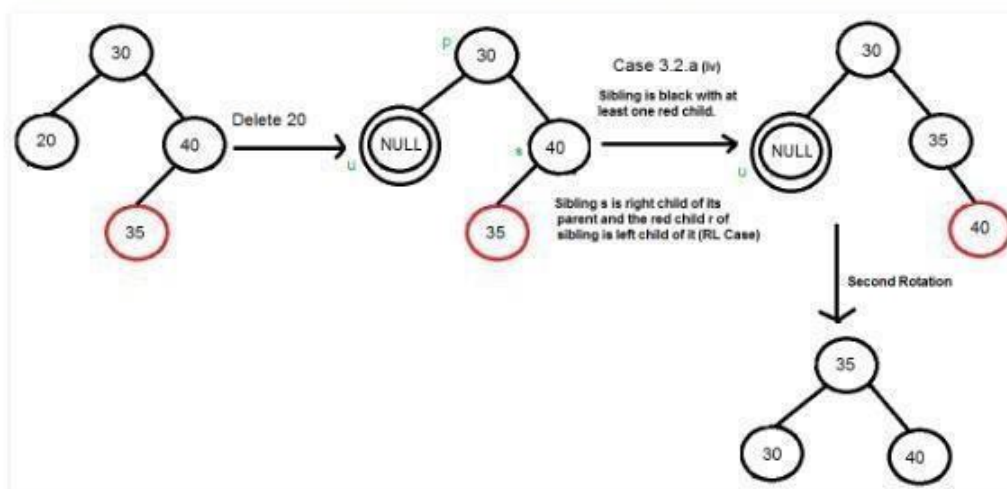 30
20
40
35
Delete 20
p
30
NULL
u
s
40
35
Case 3.2.a (iv)
Sibling is black with at
least one red child.
Sibling s is right child of its
parent and the red child r of
sibling is left child of it (RL Case)
30
NULL
u
35
40
Second Rotation
35
30
40